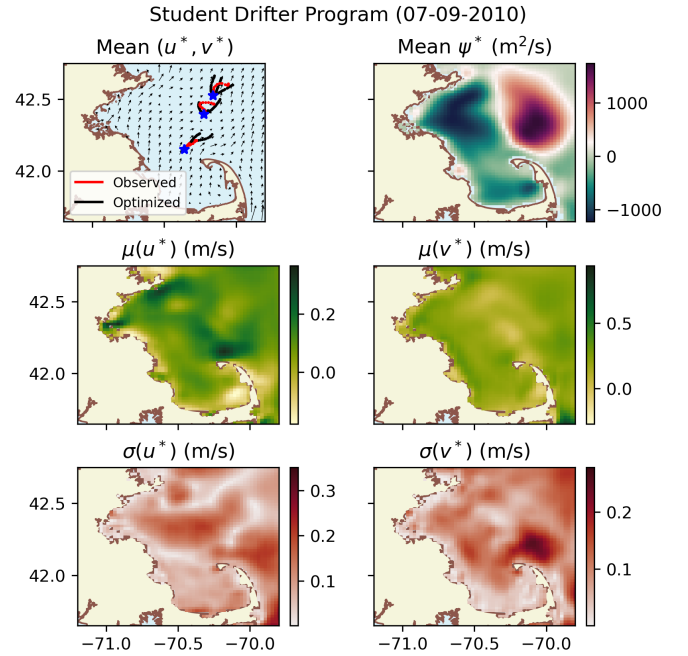 Student Drifter Program (07-09-2010)
Mean (u*, v*)
Mean ψ* (m²/s)
42.5
42.0
Observed
Optimized
1000
0
−1000
μ(u*) (m/s)
μ(v*) (m/s)
42.5
42.0
0.2
0.0
0.5
0.0
σ(u*) (m/s)
σ(v*) (m/s)
42.5
42.0
0.3
0.2
0.1
0.2
0.1
−71.0 −70.5 −70.0
−71.0 −70.5 −70.0